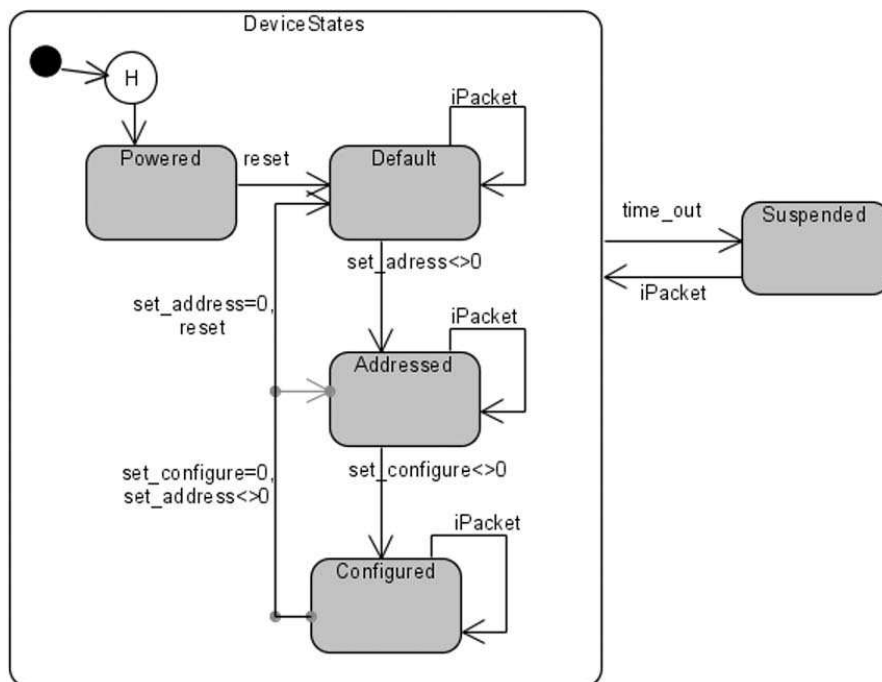 DeviceStates
H
iPacket
Powered
reset
Default
time_out
Suspended
set_adress<>0
iPacket
set_address=0,
reset
iPacket
Addressed
set_configure<>0
set_configure=0,
set_address<>0
iPacket
Configured